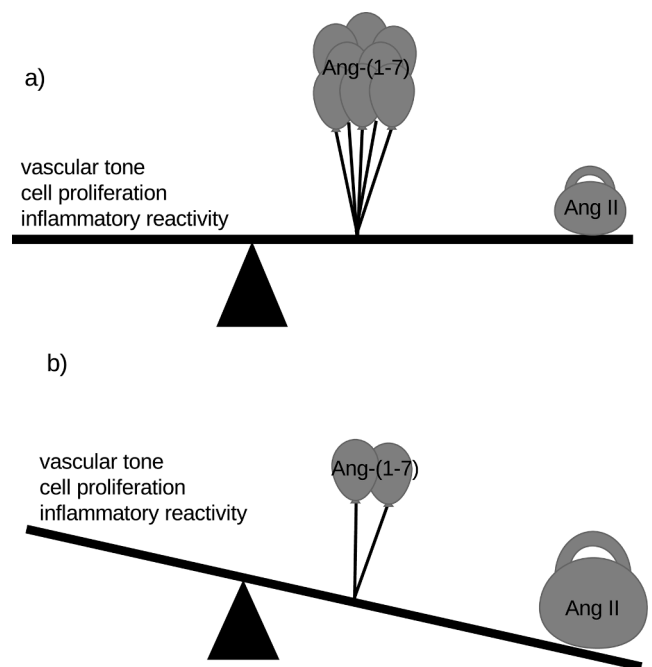 a)
Ang-(1-7)
vascular tone
cell proliferation
inflammatory reactivity
Ang II
b)
vascular tone
cell proliferation
inflammatory reactivity
Ang-(1-7)
Ang II